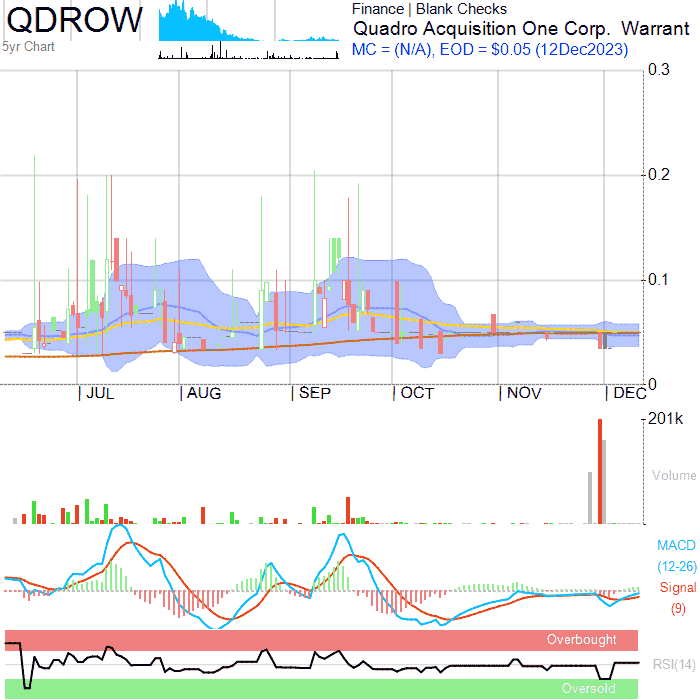 QDROW
Finance | Blank Checks
Quadro Acquisition One Corp.  Warrant
5yr Chart
MC = (N/A), EOD = $0.05 (12Dec2023)
0.3
0.2
0.1
0
JUL AUG SEP OCT NOV DEC
201k
Volume
MACD
(12-26)
Signal
(9)
Overbought
RSI(14)
Oversold